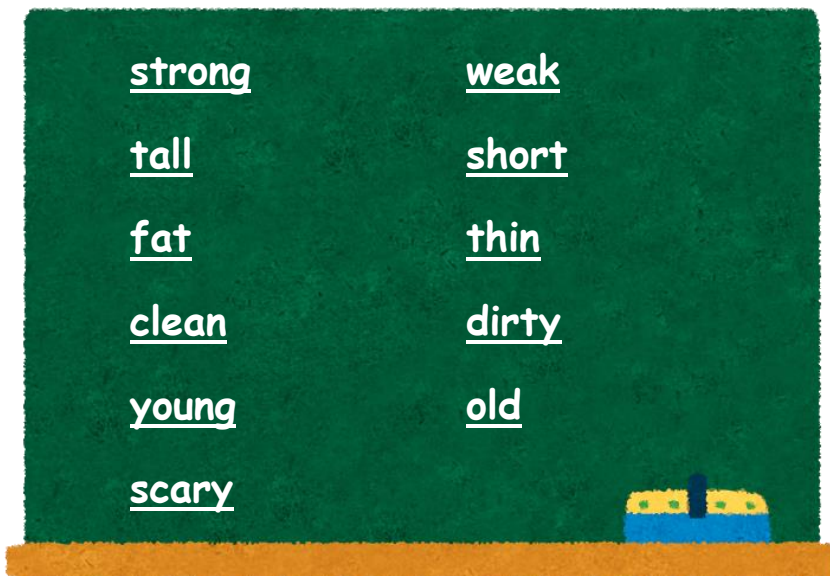 strong weak
tall short
fat thin
clean dirty
young old
scary